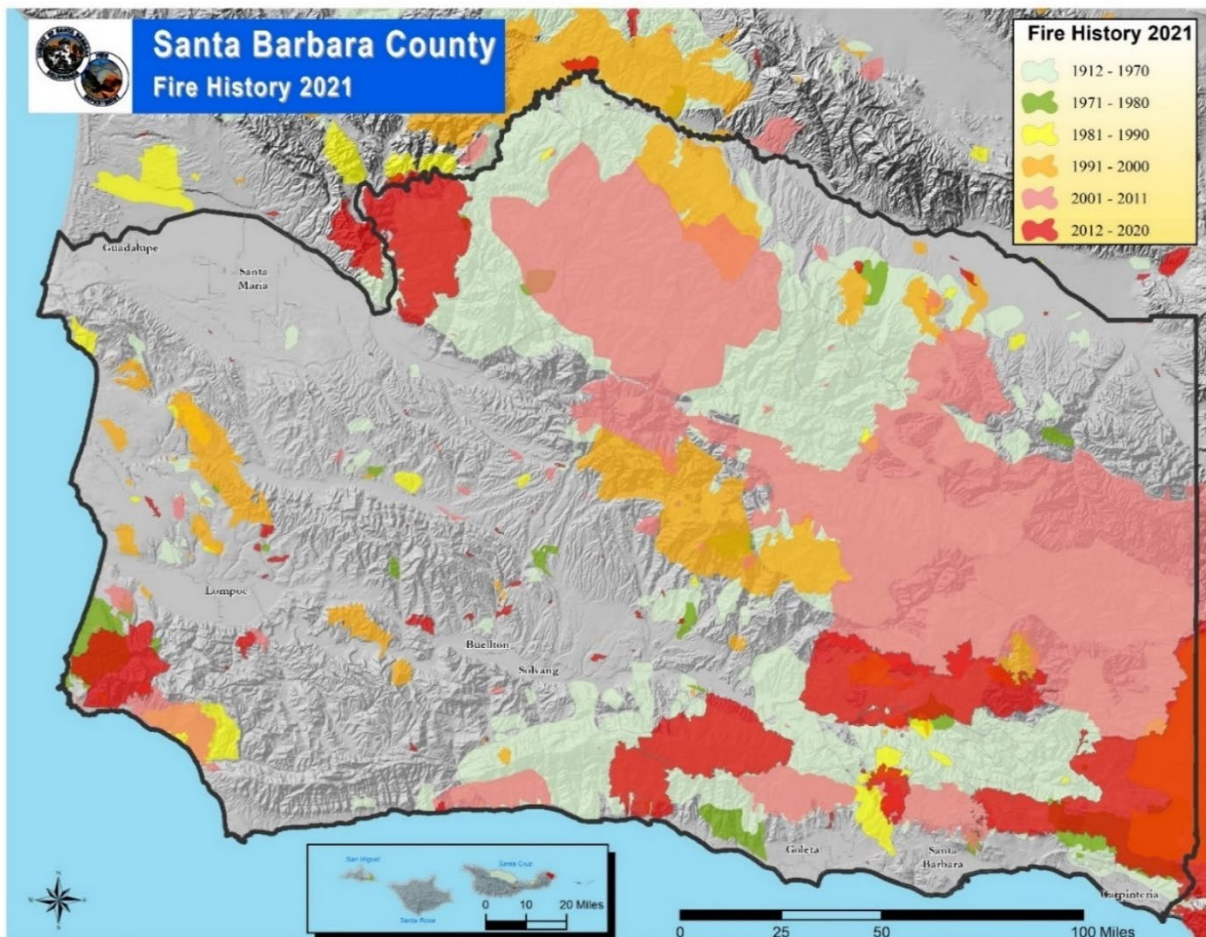 Santa Barbara County
Fire History 2021
Fire History 2021
1912 - 1970
1971 - 1980
1981 - 1990
1991 - 2000
2001 - 2011
2012 - 2020
Guadalupe
Santa
Maria
Lompoc
Buellton
Solvang
Goleta
Santa
Barbara
Carpinteria
San Miguel
Santa Cruz
Santa Rosa
0 10 20 Miles
0 25 50 100 Miles
N